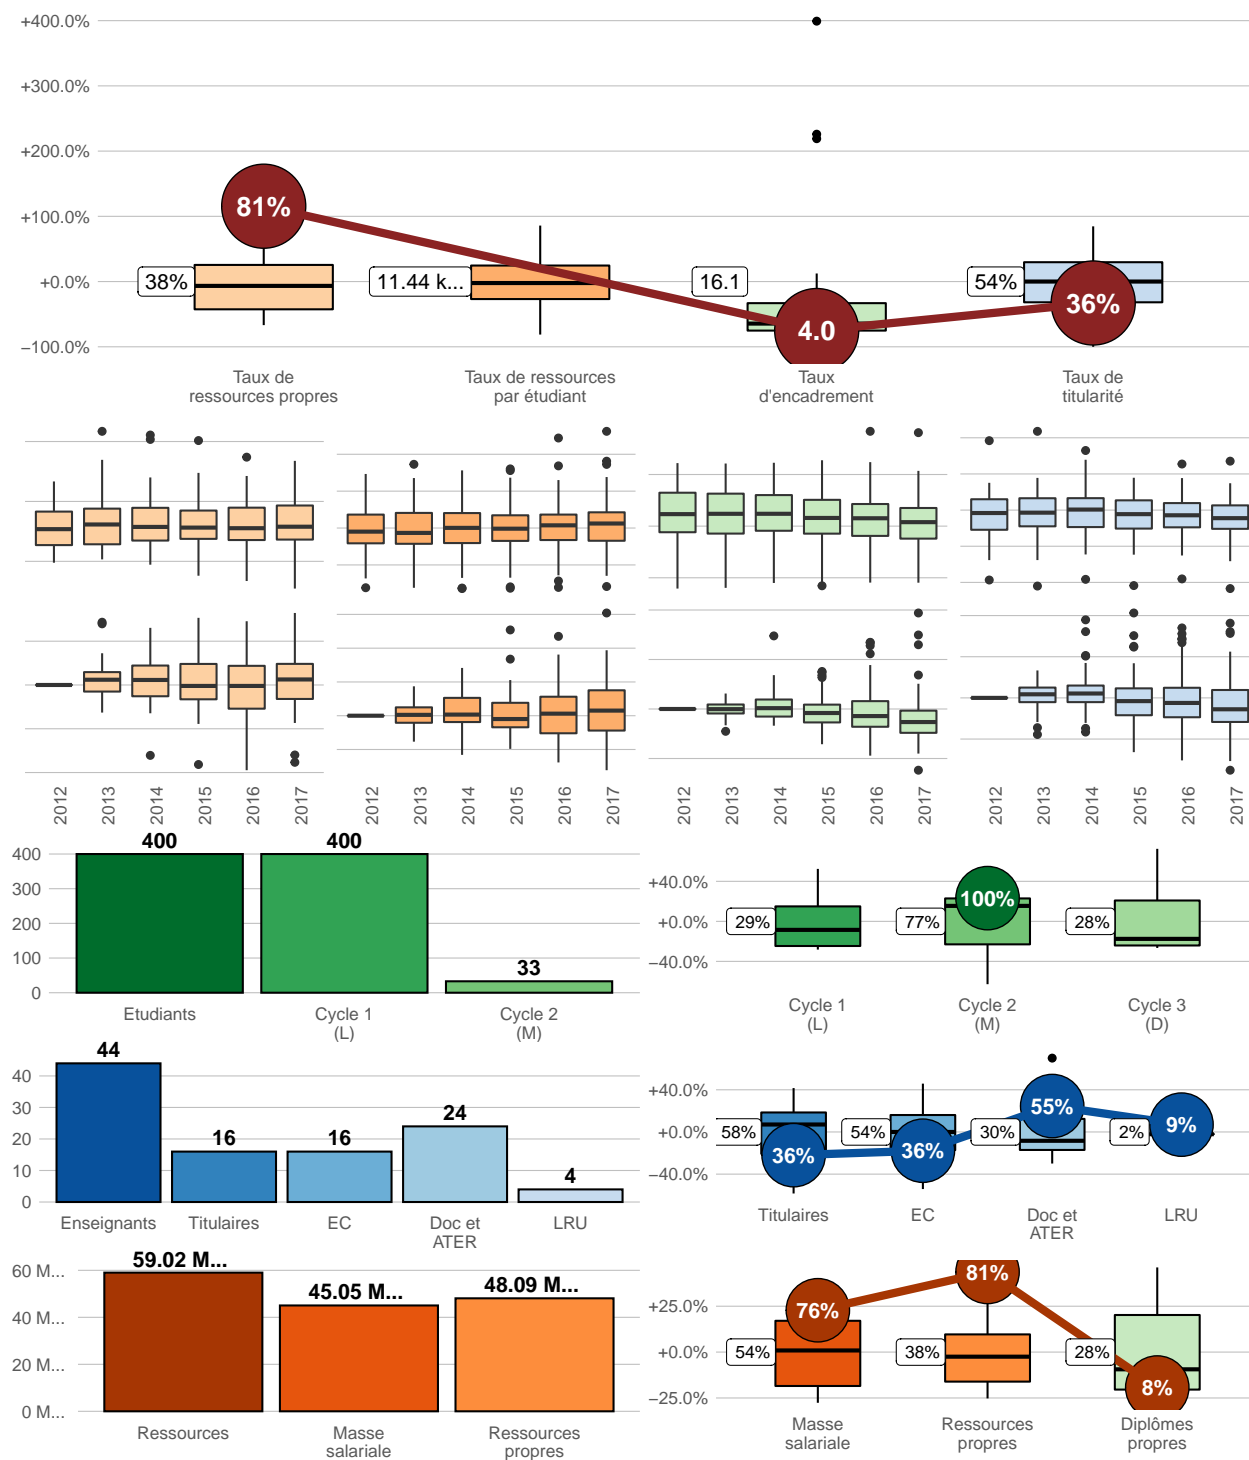 +400.0%
+300.0%
+200.0%
+100.0%
+0.0%
−100.0%
81%
38%
11.44 k...
16.1
4.0
54%
36%
Taux de
ressources propres
Taux de ressources
par étudiant
Taux
d'encadrement
Taux de
titularité
2012
2013
2014
2015
2016
2017
2012
2013
2014
2015
2016
2017
2012
2013
2014
2015
2016
2017
2012
2013
2014
2015
2016
2017
400
300
200
100
0
400
400
33
Etudiants
Cycle 1
(L)
Cycle 2
(M)
+40.0%
+0.0%
−40.0%
29%
77%
100%
28%
Cycle 1
(L)
Cycle 2
(M)
Cycle 3
(D)
40
30
20
10
0
44
16
16
24
4
Enseignants
Titulaires
EC
Doc et
ATER
LRU
+40.0%
+0.0%
−40.0%
58%
36%
54%
36%
30%
55%
2%
9%
Titulaires
EC
Doc et
ATER
LRU
60 M...
40 M...
20 M...
0 M...
59.02 M...
45.05 M...
48.09 M...
Ressources
Masse
salariale
Ressources
propres
+25.0%
+0.0%
−25.0%
54%
76%
38%
81%
28%
8%
Masse
salariale
Ressources
propres
Diplômes
propres